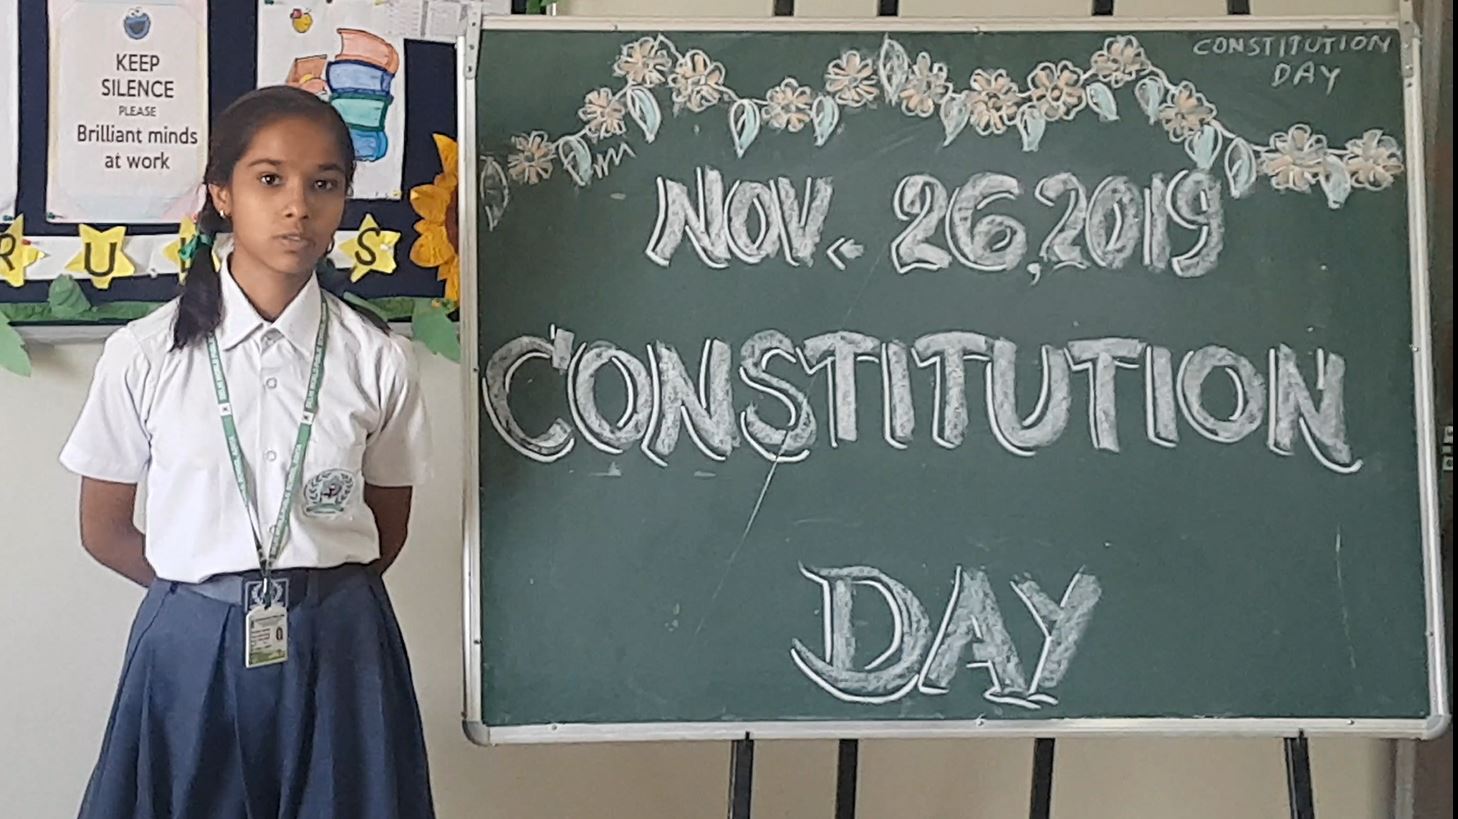 KEEP
SILENCE
PLEASE
Brilliant minds
at work
R U S
CONSTITUTION
DAY
NOV. 26,2019
CONSTITUTION
DAY